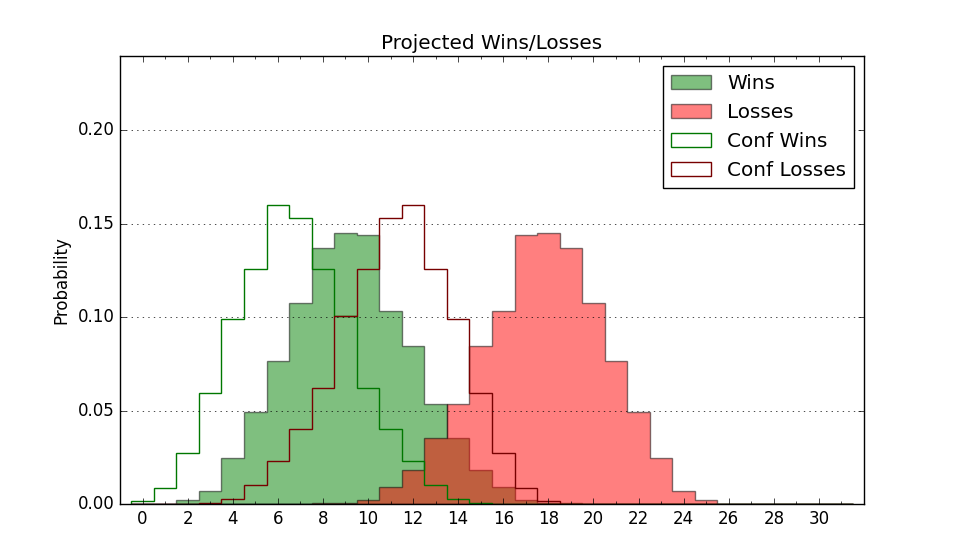 Projected Wins/Losses
Wins
Losses
Conf Wins
Conf Losses
Probability
0.20
0.15
0.10
0.05
0.00
0 2 4 6 8 10 12 14 16 18 20 22 24 26 28 30